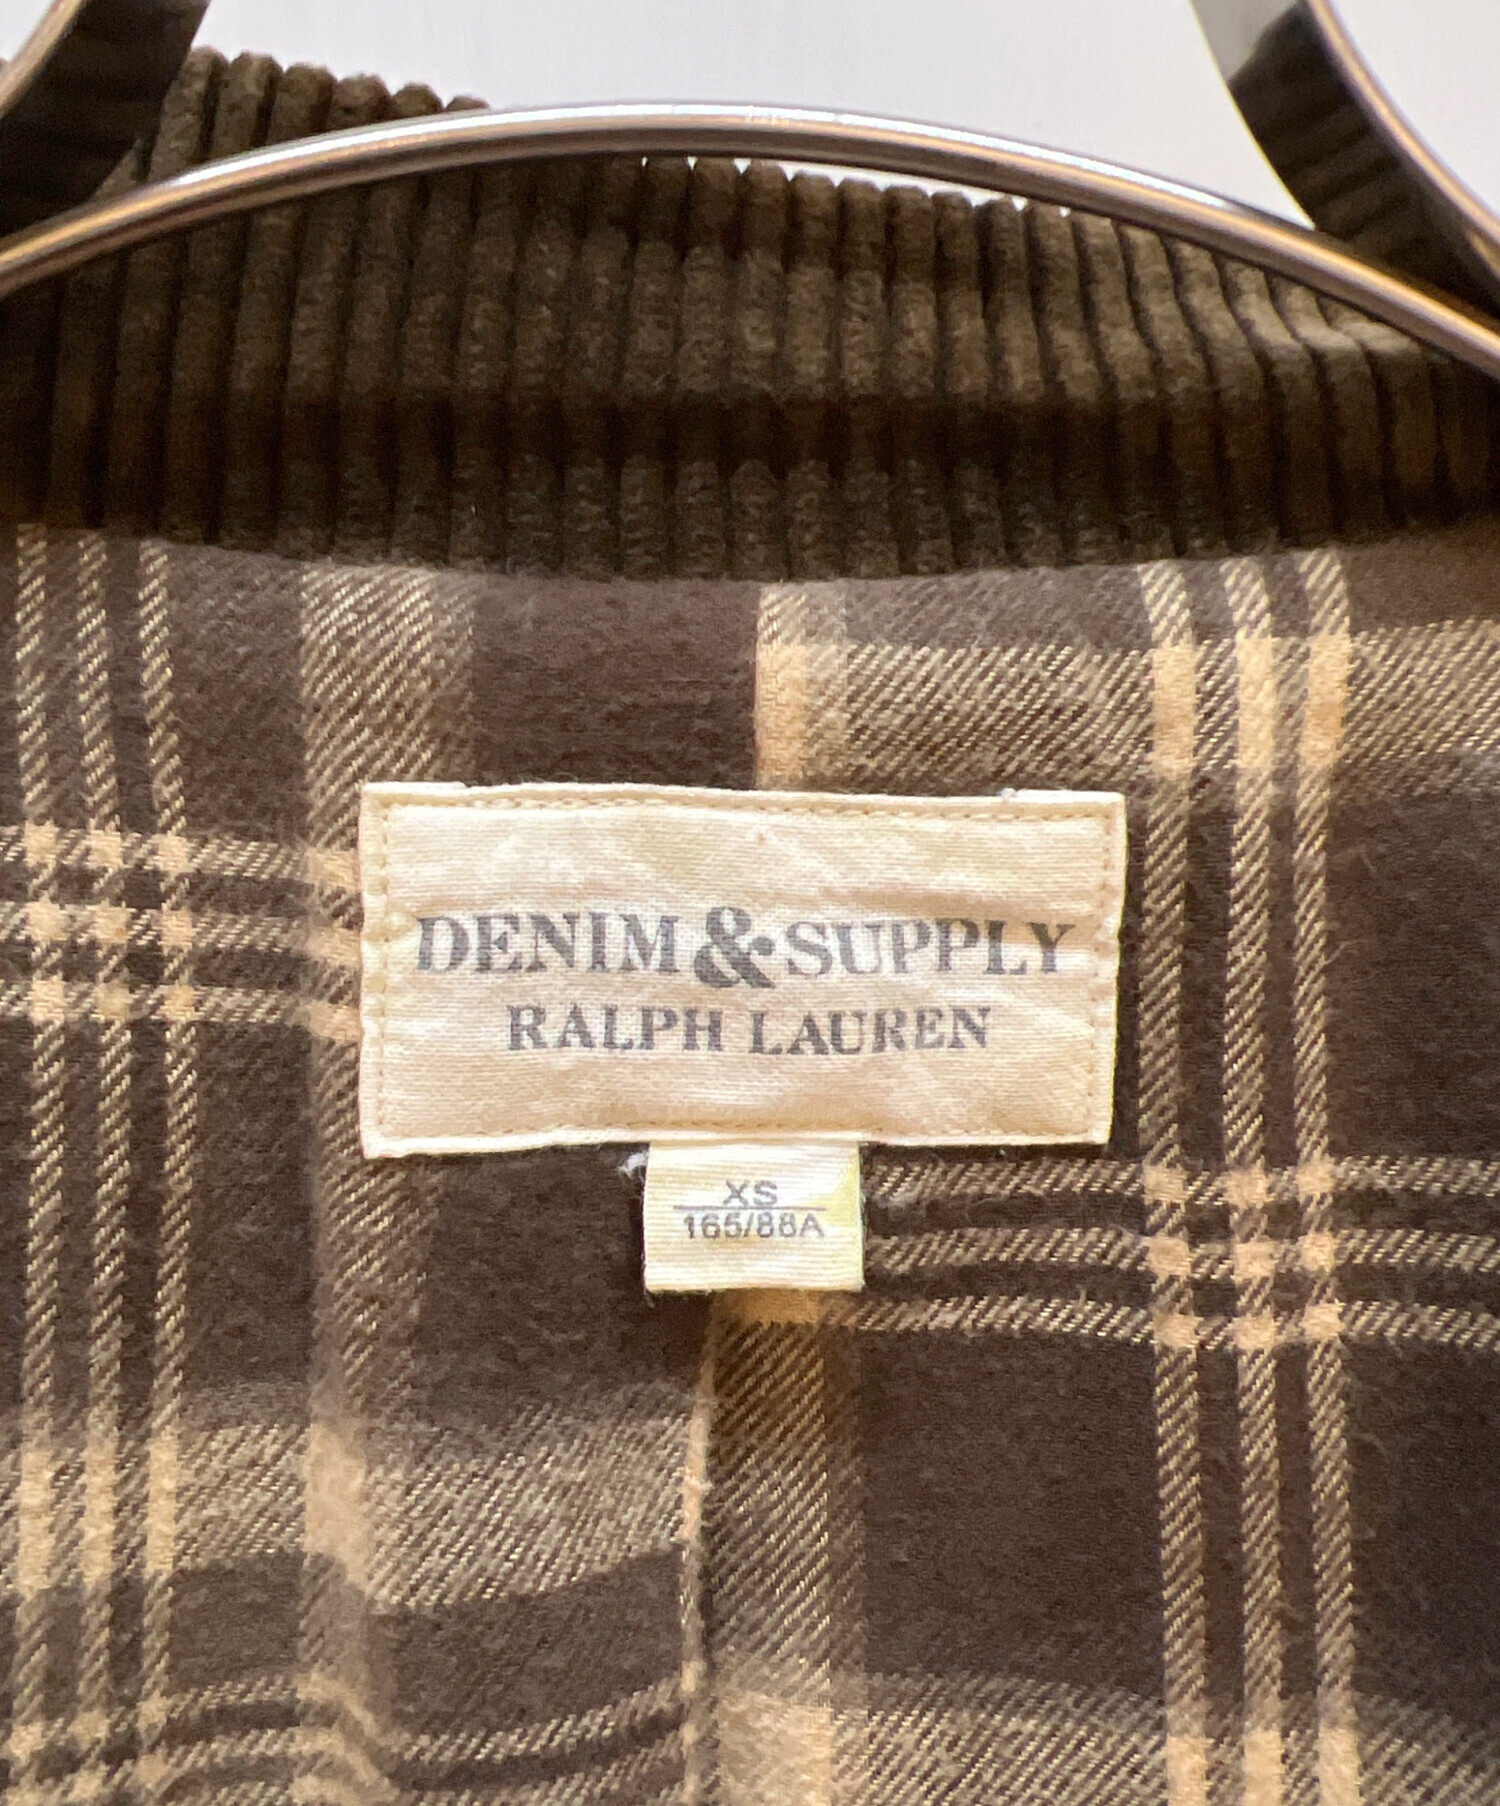 DENIM & SUPPLY
RALPH LAUREN
XS
165/88A